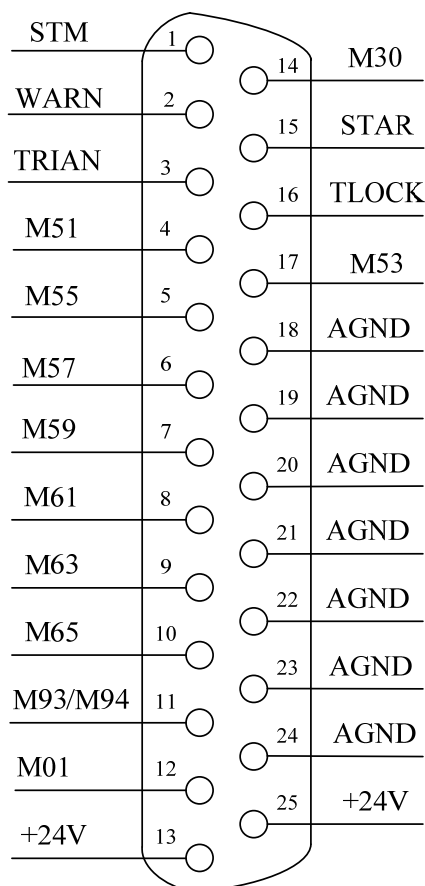 STM 1
14 M30
WARN 2
15 STAR
TRIAN 3
16 TLOCK
M51 4
17 M53
M55 5
18 AGND
M57 6
19 AGND
M59 7
20 AGND
M61 8
21 AGND
M63 9
22 AGND
M65 10
23 AGND
M93/M94 11
24 AGND
M01 12
25 +24V
+24V 13